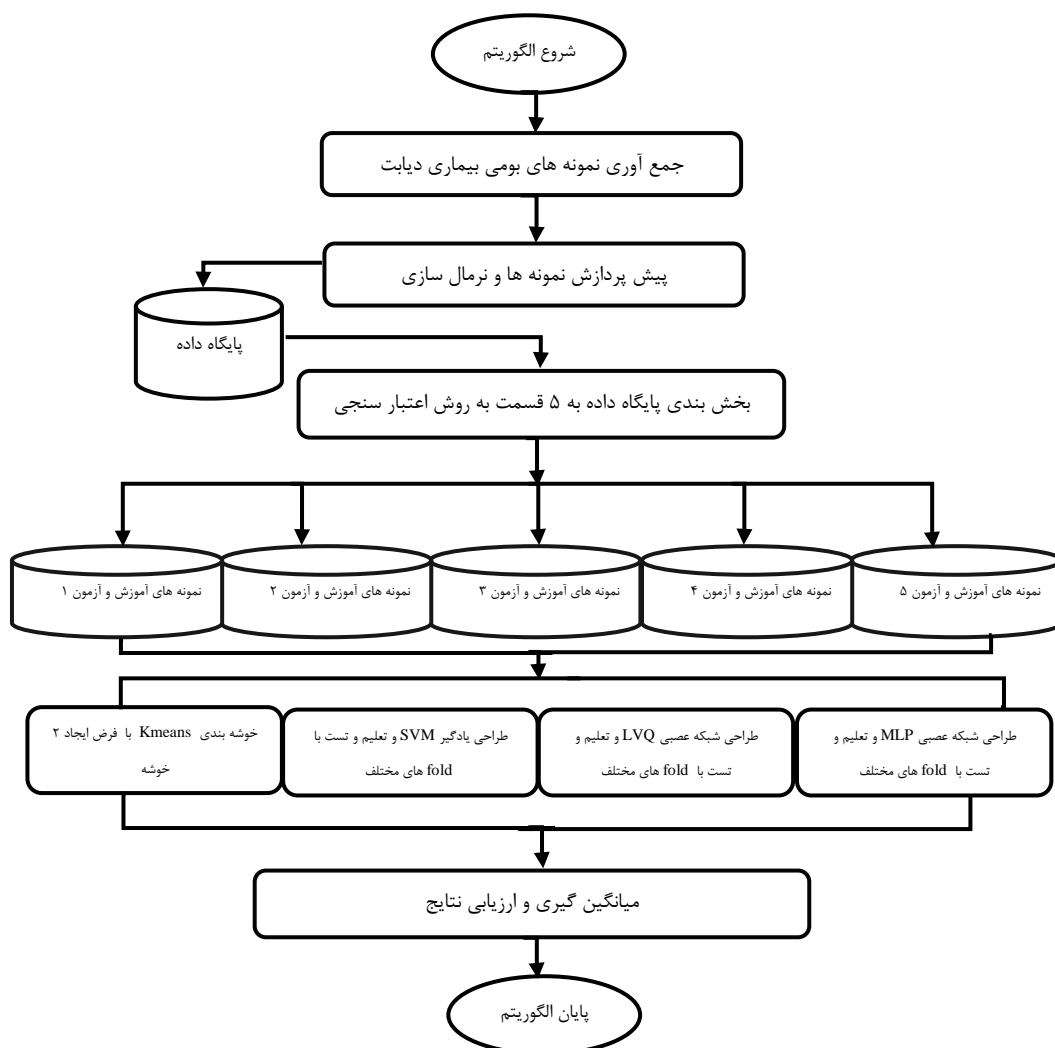 شروع الگوریتم
جمع آوری نمونه های بومی بیماری دیابت
پیش پردازش نمونه ها و نرمال سازی
پایگاه داده
بخش بندی پایگاه داده به ۵ قسمت به روش اعتبار سنجی
نمونه های آموزش و آزمون ۱
نمونه های آموزش و آزمون ۲
نمونه های آموزش و آزمون ۳
نمونه های آموزش و آزمون ۴
نمونه های آموزش و آزمون ۵
خوشه بندی Kmeans با فرض ایجاد ۲
خوشه
طراحی یادگیر SVM و تعلیم و تست با
fold های مختلف
طراحی شبکه عصبی LVQ و تعلیم و
تست با fold های مختلف
طراحی شبکه عصبی MLP و تعلیم و
تست با fold های مختلف
میانگین گیری و ارزیابی نتایج
پایان الگوریتم